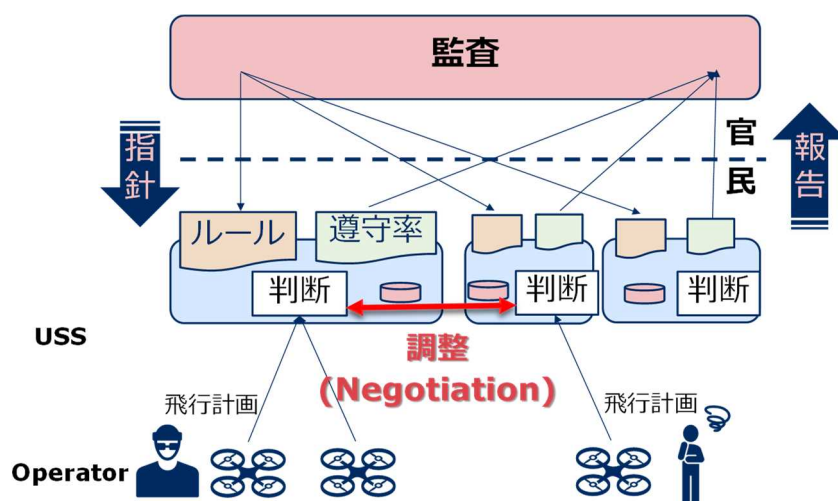 監査
指針
官
民
報告
ルール
遵守率
判断
判断
判断
USS
調整
(Negotiation)
飛行計画
飛行計画
Operator